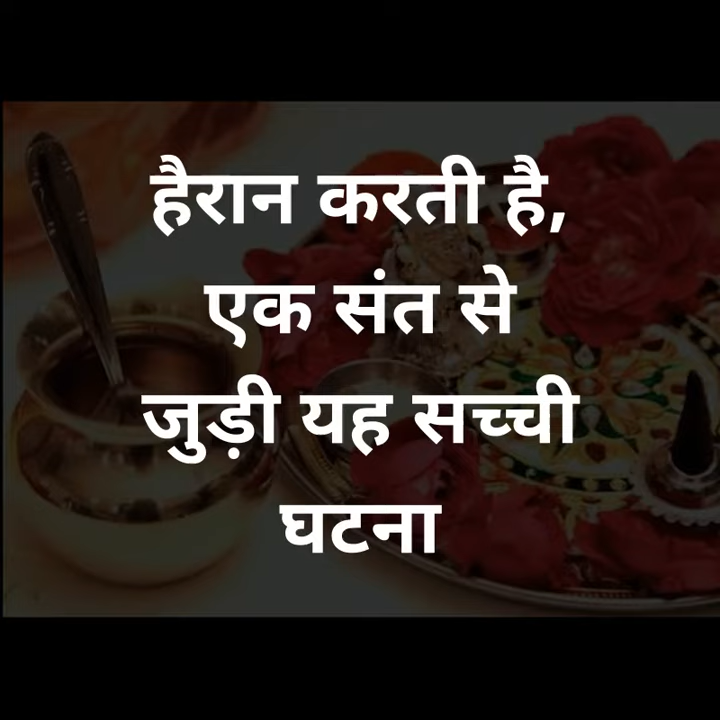 हैरान करती है,
एक संत से
जुड़ी यह सच्ची
घटना